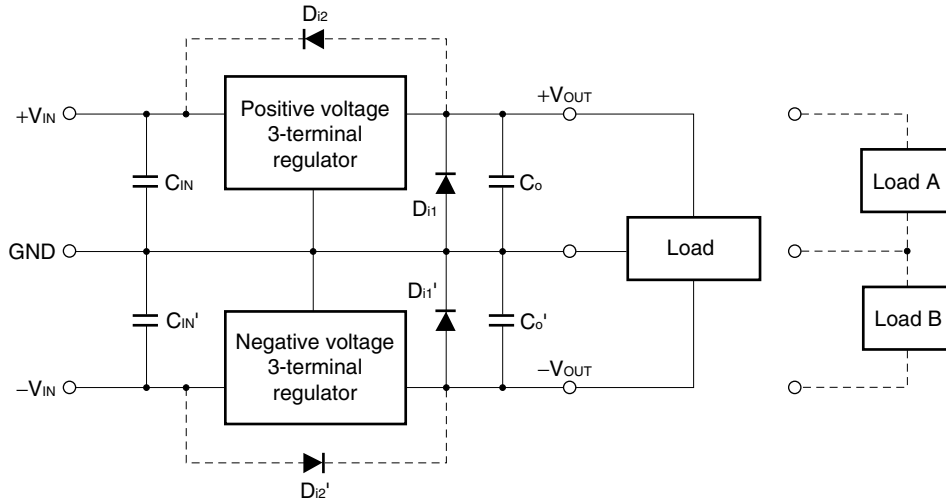 Di2
+VIN
Positive voltage
3-terminal
regulator
+VOUT
CIN
Di1
Co
Load A
GND
Load
CIN'
Di1'
Co'
Negative voltage
3-terminal
regulator
Load B
−VIN
−VOUT
Di2'